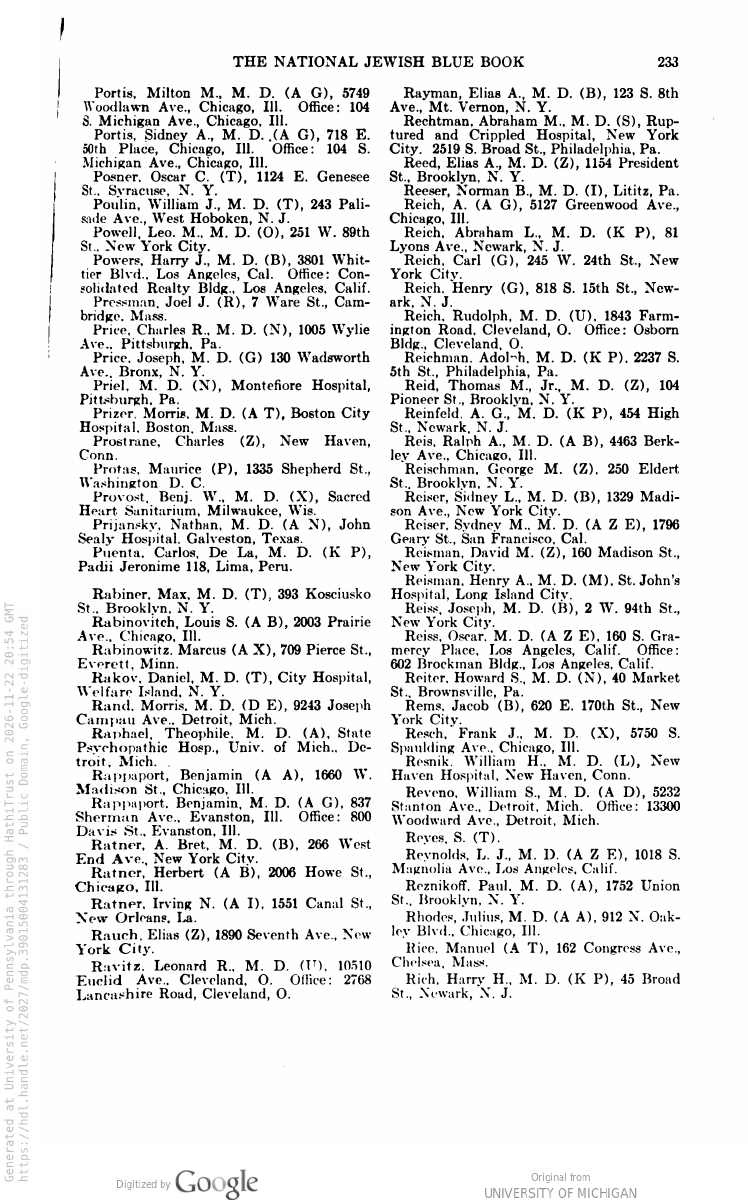 THE NATIONAL JEWISH BLUE BOOK 233
Portis, Milton M., M. D. (A G), 5749
Woodlawn Ave., Chicago, Ill. Office: 104
S. Michigan Ave., Chicago, Ill.
Portis, Sidney A., M. D. (A G), 718 E.
50th Place, Chicago, Ill. Office: 104 S.
Michigan Ave., Chicago, Ill.
Posner, Oscar C. (T), 1124 E. Genesee
St., Syracuse, N. Y.
Poulin, William J., M. D. (T), 243 Pali-
sade Ave., West Hoboken, N. J.
Powell, Leo. M., M. D. (O), 251 W. 89th
St., New York City.
Powers, Harry J., M. D. (B), 3801 Whit-
tier Blvd., Los Angeles, Cal. Office: Con-
solidated Realty Bldg., Los Angeles, Calif.
Pressman, Joel J. (R), 7 Ware St., Cam-
bridge, Mass.
Price, Charles R., M. D. (N), 1005 Wylie
Ave., Pittsburgh, Pa.
Price, Joseph, M. D. (G) 130 Wadsworth
Ave., Bronx, N. Y.
Priel, M. D. (N), Montefiore Hospital,
Pittsburgh, Pa.
Prizer, Morris, M. D. (A T), Boston City
Hospital, Boston, Mass.
Prostrane, Charles (Z), New Haven,
Conn.
Protas, Maurice (P), 1335 Shepherd St.,
Washington D. C.
Provost, Benj. W., M. D. (X), Sacred
Heart Sanitarium, Milwaukee, Wis.
Prijansky, Nathan, M. D. (A N), John
Sealy Hospital, Galveston, Texas.
Puenta, Carlos, De La, M. D. (K P),
Padii Jeronime 118, Lima, Peru.
Rabiner, Max, M. D. (T), 393 Kosciusko
St., Brooklyn, N. Y.
Rabinovitch, Louis S. (A B), 2003 Prairie
Ave., Chicago, Ill.
Rabinowitz, Marcus (A X), 709 Pierce St.,
Everett, Minn.
Rakov, Daniel, M. D. (T), City Hospital,
Welfare Island, N. Y.
Rand, Morris, M. D. (D E), 9243 Joseph
Campau Ave., Detroit, Mich.
Raphael, Theophile, M. D. (A), State
Psychopathic Hosp., Univ. of Mich., De-
troit, Mich.
Rappaport, Benjamin (A A), 1660 W.
Madison St., Chicago, Ill.
Rappaport, Benjamin, M. D. (A G), 837
Sherman Ave., Evanston, Ill. Office: 800
Davis St., Evanston, Ill.
Ratner, A. Bret, M. D. (B), 266 West
End Ave., New York City.
Ratner, Herbert (A B), 2006 Howe St.,
Chicago, Ill.
Ratner, Irving N. (A I), 1551 Canal St.,
New Orleans, La.
Rauch, Elias (Z), 1890 Seventh Ave., New
York City.
Ravitz, Leonard R., M. D. (U), 10510
Euclid Ave., Cleveland, O. Office: 2768
Lancashire Road, Cleveland, O.
Rayman, Elias A., M. D. (B), 123 S. 8th
Ave., Mt. Vernon, N. Y.
Rechtman, Abraham M., M. D. (S), Rup-
tured and Crippled Hospital, New York
City. 2519 S. Broad St., Philadelphia, Pa.
Reed, Elias A., M. D. (Z), 1154 President
St., Brooklyn, N. Y.
Reeser, Norman B., M. D. (I), Lititz, Pa.
Reich, A. (A G), 5127 Greenwood Ave.,
Chicago, Ill.
Reich, Abraham L., M. D. (K P), 81
Lyons Ave., Newark, N. J.
Reich, Carl (G), 245 W. 24th St., New
York City.
Reich, Henry (G), 818 S. 15th St., New-
ark, N. J.
Reich, Rudolph, M. D. (U), 1843 Farm-
ington Road, Cleveland, O. Office: Osborn
Bldg., Cleveland, O.
Reichman, Adolph, M. D. (K P), 2237 S.
5th St., Philadelphia, Pa.
Reid, Thomas M., Jr., M. D. (Z), 104
Pioneer St., Brooklyn, N. Y.
Reinfeld, A. G., M. D. (K P), 454 High
St., Newark, N. J.
Reis, Ralph A., M. D. (A B), 4463 Berk-
ley Ave., Chicago, Ill.
Reischman, George M. (Z), 250 Eldert
St., Brooklyn, N. Y.
Reiser, Sidney L., M. D. (B), 1329 Madi-
son Ave., New York City.
Reiser, Sydney M., M. D. (A Z E), 1796
Geary St., San Francisco, Cal.
Reisman, David M. (Z), 160 Madison St.,
New York City.
Reisman, Henry A., M. D. (M), St. John's
Hospital, Long Island City.
Reiss, Joseph, M. D. (B), 2 W. 94th St.,
New York City.
Reiss, Oscar, M. D. (A Z E), 160 S. Gra-
mercy Place, Los Angeles, Calif. Office:
602 Brockman Bldg., Los Angeles, Calif.
Reiter, Howard S., M. D. (N), 40 Market
St., Brownsville, Pa.
Rems, Jacob (B), 620 E. 170th St., New
York City.
Resch, Frank J., M. D. (X), 5750 S.
Spaulding Ave., Chicago, Ill.
Resnik, William H., M. D. (L), New
Haven Hospital, New Haven, Conn.
Reveno, William S., M. D. (A D), 5232
Stanton Ave., Detroit, Mich. Office: 13300
Woodward Ave., Detroit, Mich.
Reyes, S. (T).
Reynolds, L. J., M. D. (A Z E), 1018 S.
Magnolia Ave., Los Angeles, Calif.
Reznikoff, Paul, M. D. (A), 1752 Union
St., Brooklyn, N. Y.
Rhodes, Julius, M. D. (A A), 912 N. Oak-
ley Blvd., Chicago, Ill.
Rice, Manuel (A T), 162 Congress Ave.,
Chelsea, Mass.
Rich, Harry H., M. D. (K P), 45 Broad
St., Newark, N. J.
Generated at University of Pennsylvania through HathiTrust on 2026-11-22 20:54 GMT
https://hdl.handle.net/2027/mdp.39015004131283 / Public Domain, Google-digitized
Digitized by Google
Original from
UNIVERSITY OF MICHIGAN